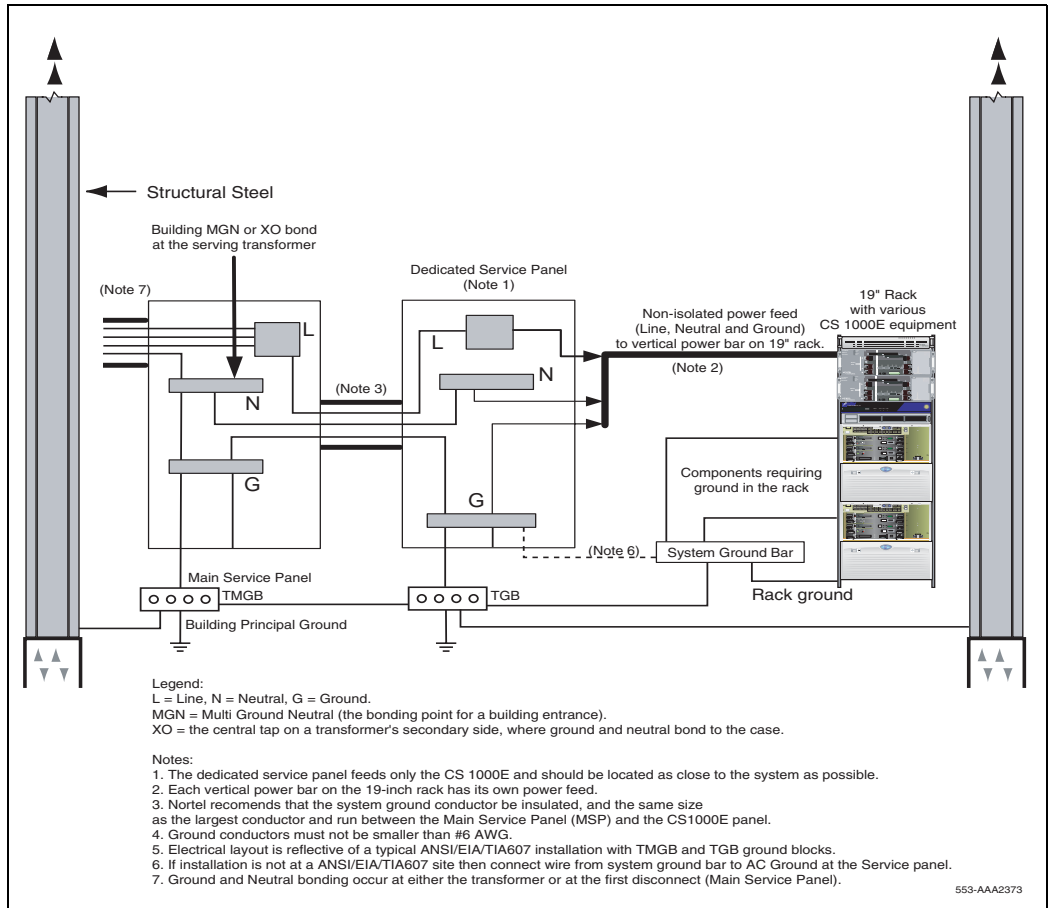 Structural Steel
Building MGN or XO bond
at the serving transformer
(Note 7)
Dedicated Service Panel
(Note 1)
Non-isolated power feed
(Line, Neutral and Ground)
to vertical power bar on 19" rack.
(Note 2)
19" Rack
with various
CS 1000E equipment
L
L
N
N
(Note 3)
G
G
Components requiring
ground in the rack
(Note 6)
System Ground Bar
Rack ground
Main Service Panel
TMGB
TGB
Building Principal Ground
Legend:
L = Line, N = Neutral, G = Ground.
MGN = Multi Ground Neutral (the bonding point for a building entrance).
XO = the central tap on a transformer's secondary side, where ground and neutral bond to the case.
Notes:
1. The dedicated service panel feeds only the CS 1000E and should be located as close to the system as possible.
2. Each vertical power bar on the 19-inch rack has its own power feed.
3. Nortel recomends that the system ground conductor be insulated, and the same size
as the largest conductor and run between the Main Service Panel (MSP) and the CS1000E panel.
4. Ground conductors must not be smaller than #6 AWG.
5. Electrical layout is reflective of a typical ANSI/EIA/TIA607 installation with TMGB and TGB ground blocks.
6. If installation is not at a ANSI/EIA/TIA607 site then connect wire from system ground bar to AC Ground at the Service panel.
7. Ground and Neutral bonding occur at either the transformer or at the first disconnect (Main Service Panel).
553-AAA2373